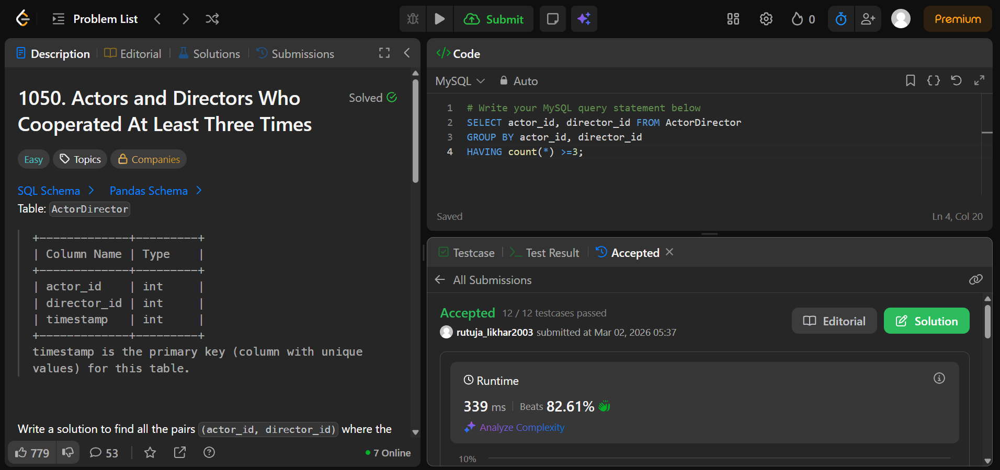 Problem List
Submit
0
Premium
Description
Editorial
Solutions
Submissions
1050. Actors and Directors Who
Cooperated At Least Three Times
Solved
Easy
Topics
Companies
SQL Schema
Pandas Schema
Table: ActorDirector
+-------------+---------+
| Column Name | Type    |
+-------------+---------+
| actor_id    | int     |
| director_id | int     |
| timestamp   | int     |
+-------------+---------+
timestamp is the primary key (column with unique
values) for this table.
Write a solution to find all the pairs (actor_id, director_id) where the
779
53
7 Online
Code
MySQL
Auto
1 # Write your MySQL query statement below
2 SELECT actor_id, director_id FROM ActorDirector
3 GROUP BY actor_id, director_id
4 HAVING count(*) >=3;
Saved
Ln 4, Col 20
Testcase
Test Result
Accepted
All Submissions
Accepted 12 / 12 testcases passed
rutuja_likhar2003 submitted at Mar 02, 2026 05:37
Editorial
Solution
Runtime
339 ms
Beats 82.61%
Analyze Complexity
10%